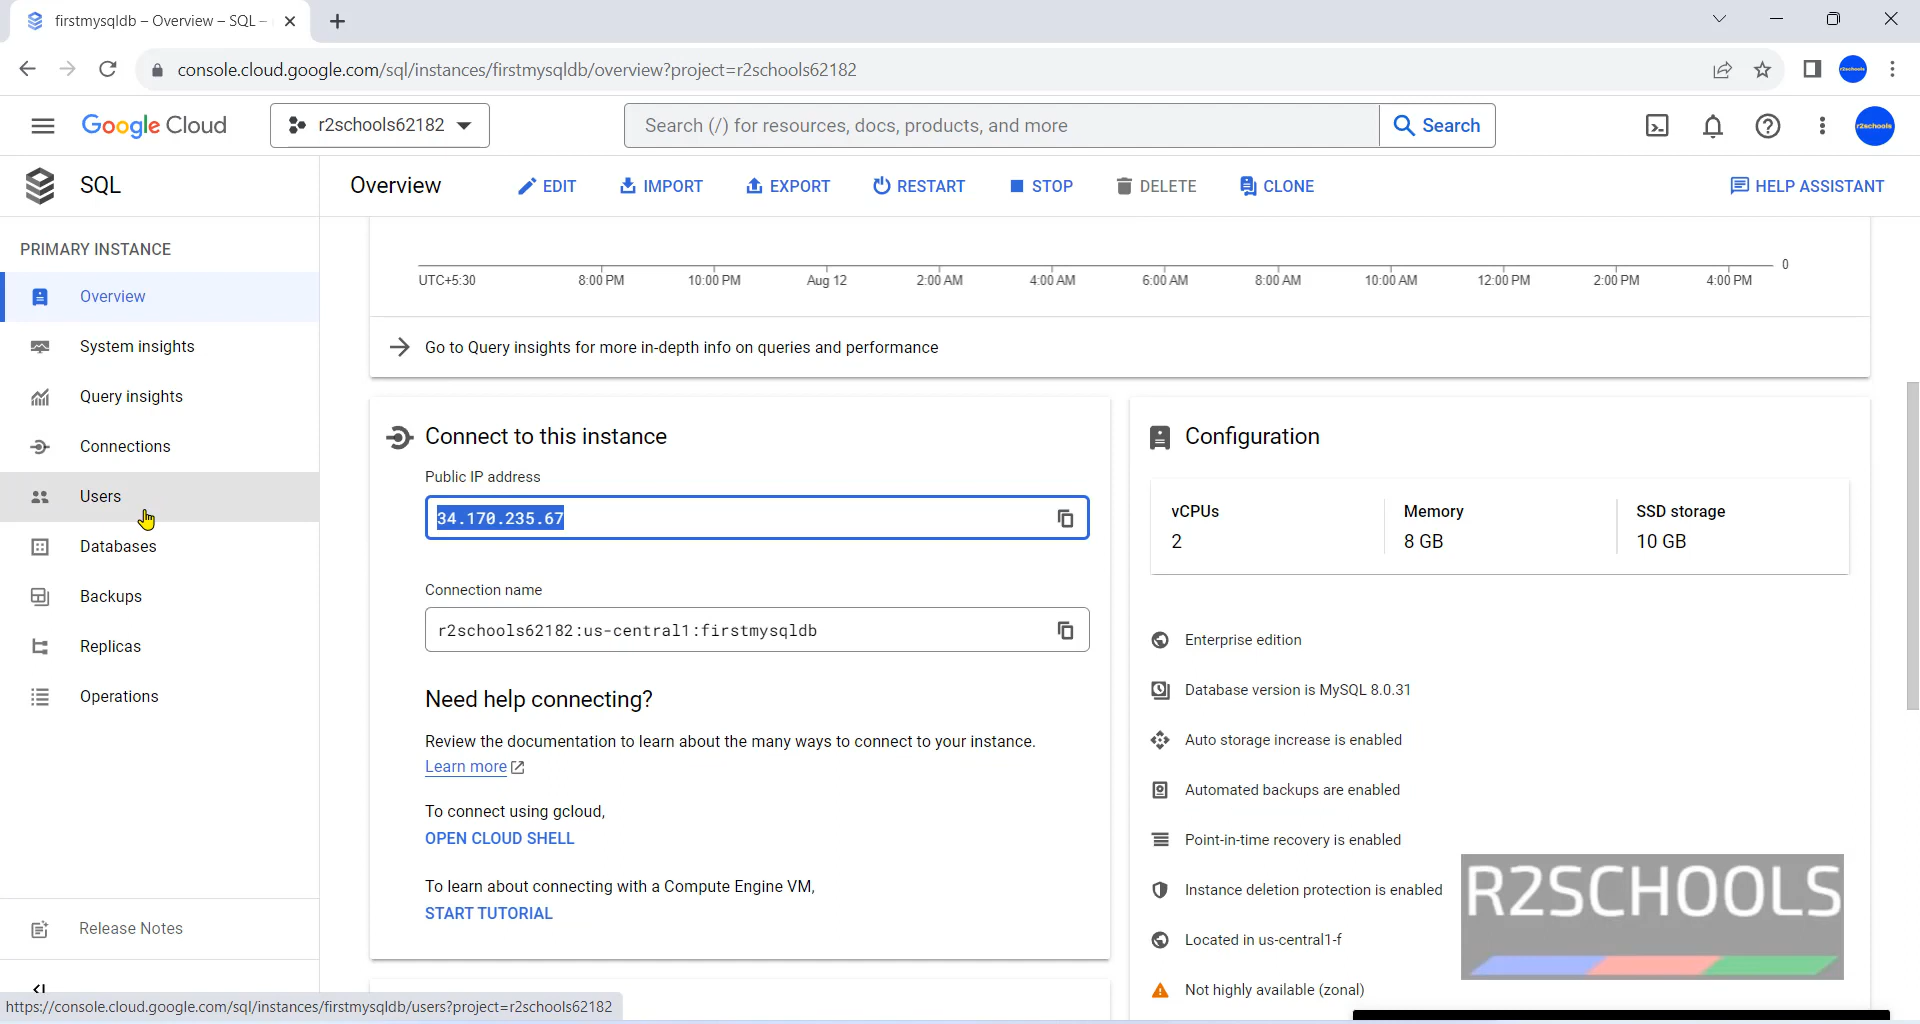 firstmysqldb – Overview – SQL –
console.cloud.google.com/sql/instances/firstmysqldb/overview?project=r2schools62182
r2schools
Google Cloud
r2schools62182
Search (/) for resources, docs, products, and more
Search
r2schools
SQL
Overview
EDIT
IMPORT
EXPORT
RESTART
STOP
DELETE
CLONE
HELP ASSISTANT
PRIMARY INSTANCE
Overview
System insights
Query insights
Connections
Users
Databases
Backups
Replicas
Operations
Release Notes
0
UTC+5:30 8:00 PM 10:00 PM Aug 12 2:00 AM 4:00 AM 6:00 AM 8:00 AM 10:00 AM 12:00 PM 2:00 PM 4:00 PM
Go to Query insights for more in-depth info on queries and performance
Connect to this instance
Public IP address
34.170.235.67
Connection name
r2schools62182:us-central1:firstmysqldb
Need help connecting?
Review the documentation to learn about the many ways to connect to your instance.
Learn more
To connect using gcloud,
OPEN CLOUD SHELL
To learn about connecting with a Compute Engine VM,
START TUTORIAL
Configuration
vCPUs Memory SSD storage
2 8 GB 10 GB
Enterprise edition
Database version is MySQL 8.0.31
Auto storage increase is enabled
Automated backups are enabled
Point-in-time recovery is enabled
Instance deletion protection is enabled
Located in us-central1-f
Not highly available (zonal)
R2SCHOOLS
https://console.cloud.google.com/sql/instances/firstmysqldb/users?project=r2schools62182